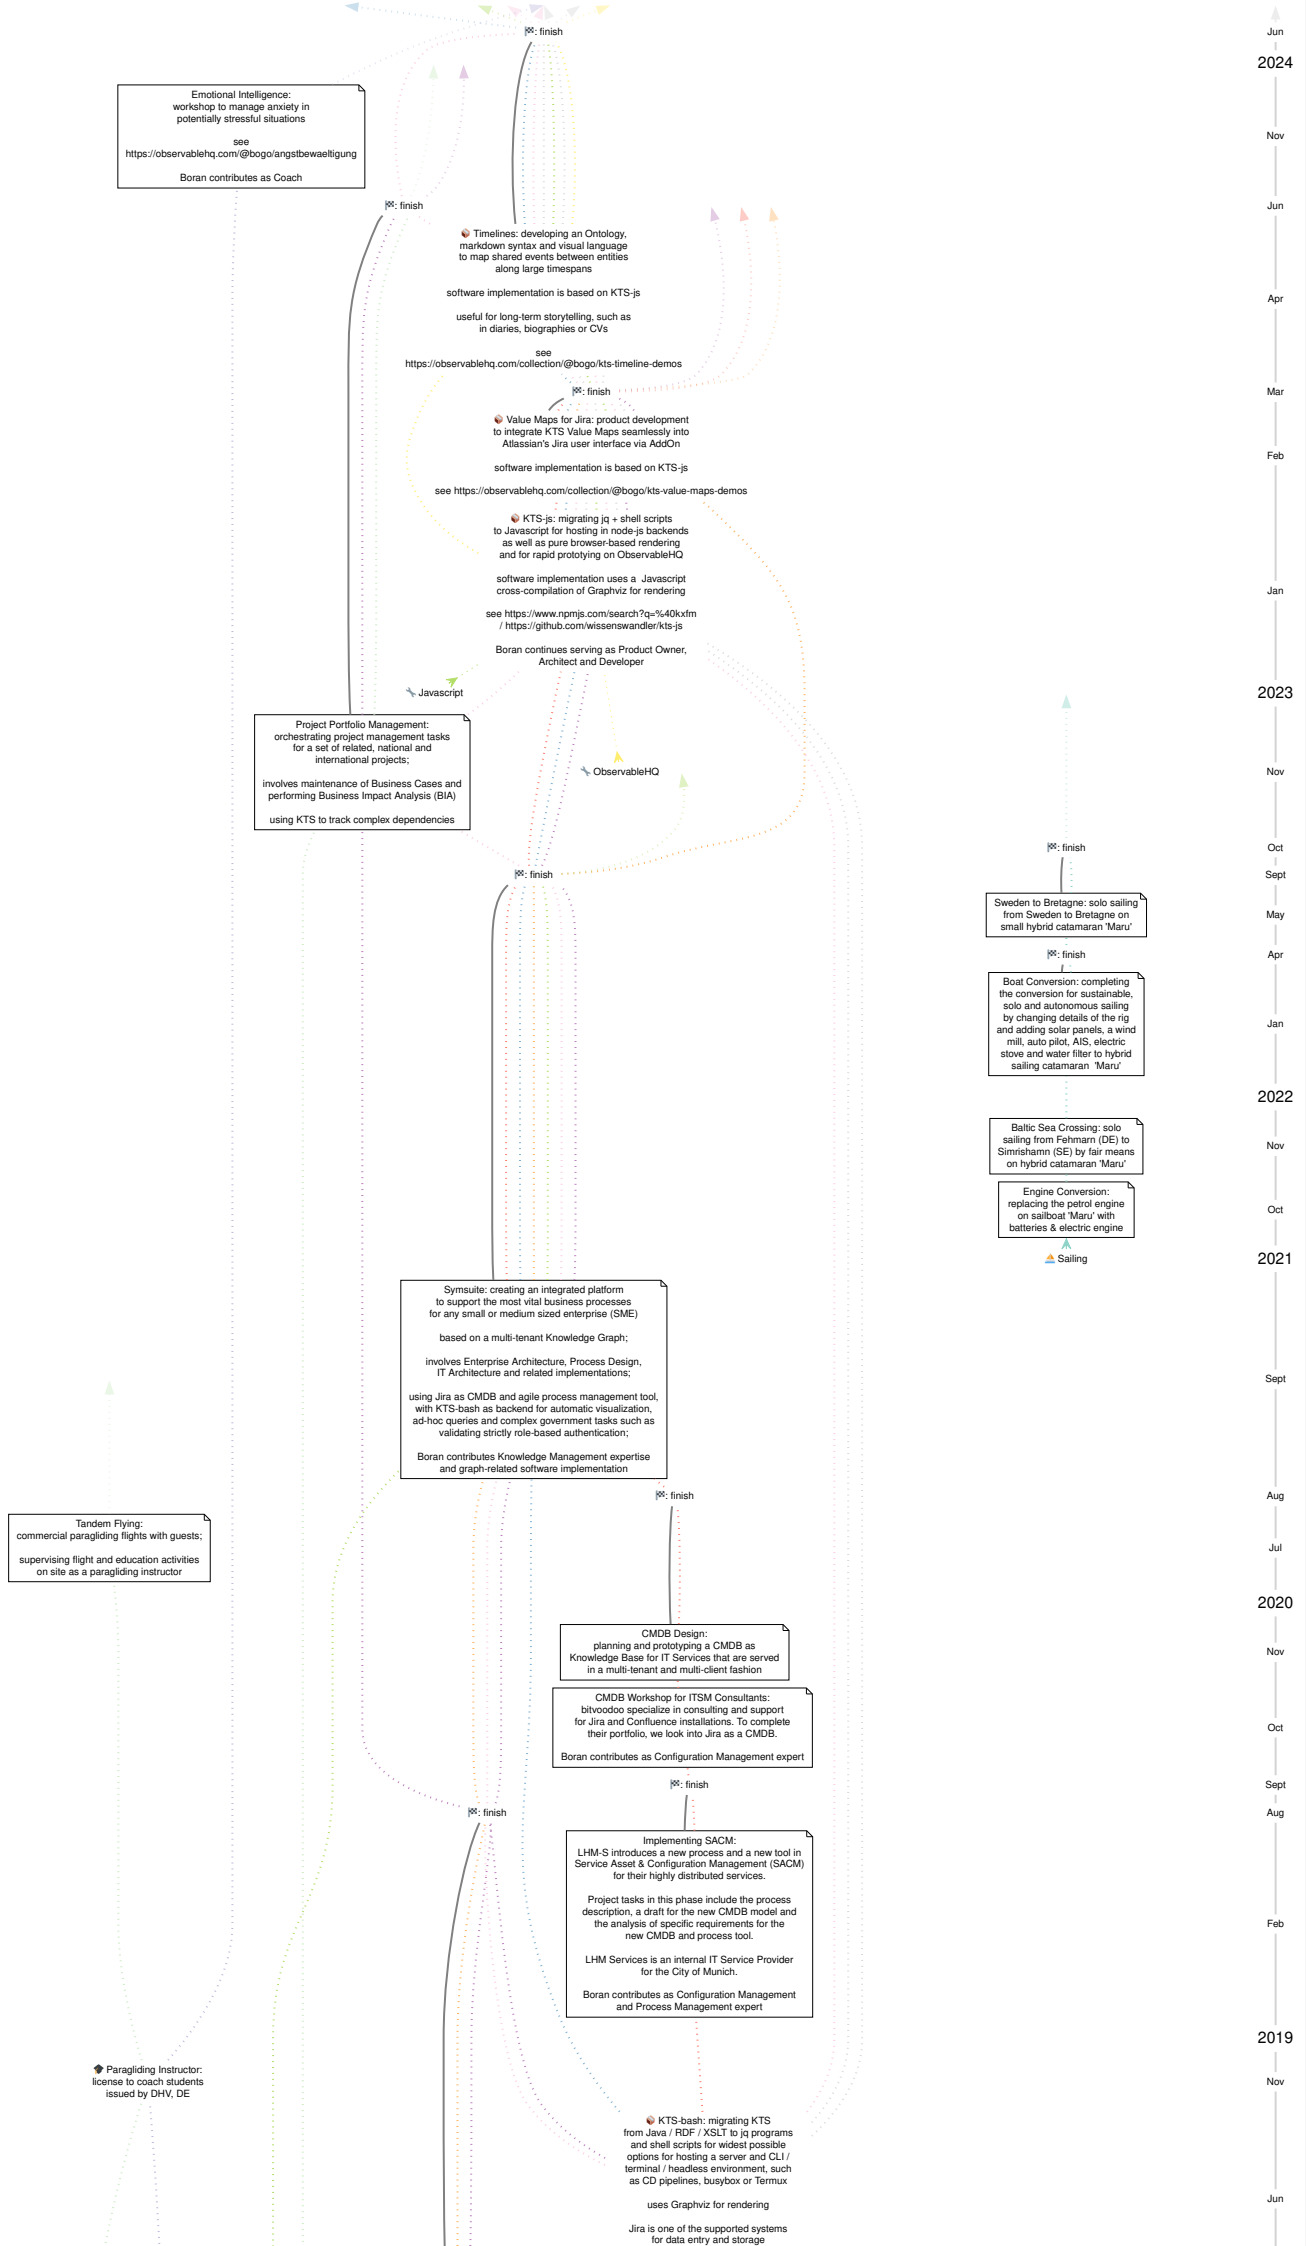 🏁: finish
Jun
2024
Emotional Intelligence:
workshop to manage anxiety in
potentially stressful situations
see
https://observablehq.com/@bogo/angstbewaeltigung
Boran contributes as Coach
Nov
🏁: finish
Jun
📦 Timelines: developing an Ontology,
markdown syntax and visual language
to map shared events between entities
along large timespans
software implementation is based on KTS-js
useful for long-term storytelling, such as
in diaries, biographies or CVs
see
https://observablehq.com/collection/@bogo/kts-timeline-demos
Apr
🏁: finish
Mar
📦 Value Maps for Jira: product development
to integrate KTS Value Maps seamlessly into
Atlassian's Jira user interface via AddOn
software implementation is based on KTS-js
see https://observablehq.com/collection/@bogo/kts-value-maps-demos
Feb
📦 KTS-js: migrating jq + shell scripts
to Javascript for hosting in node-js backends
as well as pure browser-based rendering
and for rapid prototying on ObservableHQ
software implementation uses a  Javascript
cross-compilation of Graphviz for rendering
see https://www.npmjs.com/search?q=%40kxfm
/ https://github.com/wissenswandler/kts-js
Boran continues serving as Product Owner,
Architect and Developer
Jan
🔧 Javascript
2023
Project Portfolio Management:
orchestrating project management tasks
for a set of related, national and
international projects;
involves maintenance of Business Cases and
performing Business Impact Analysis (BIA)
using KTS to track complex dependencies
🔧 ObservableHQ
Nov
🏁: finish
Oct
🏁: finish
Sept
Sweden to Bretagne: solo sailing
from Sweden to Bretagne on
small hybrid catamaran 'Maru'
May
🏁: finish
Apr
Boat Conversion: completing
the conversion for sustainable,
solo and autonomous sailing
by changing details of the rig
and adding solar panels, a wind
mill, auto pilot, AIS, electric
stove and water filter to hybrid
sailing catamaran  'Maru'
Jan
2022
Baltic Sea Crossing: solo
sailing from Fehmarn (DE) to
Simrishamn (SE) by fair means
on hybrid catamaran 'Maru'
Nov
Engine Conversion:
replacing the petrol engine
on sailboat 'Maru' with
batteries & electric engine
Oct
⛵ Sailing
2021
Symsuite: creating an integrated platform
to support the most vital business processes
for any small or medium sized enterprise (SME)
based on a multi-tenant Knowledge Graph;
involves Enterprise Architecture, Process Design,
IT Architecture and related implementations;
using Jira as CMDB and agile process management tool,
with KTS-bash as backend for automatic visualization,
ad-hoc queries and complex government tasks such as
validating strictly role-based authentication;
Boran contributes Knowledge Management expertise
and graph-related software implementation
Sept
🏁: finish
Aug
Tandem Flying:
commercial paragliding flights with guests;
supervising flight and education activities
on site as a paragliding instructor
Jul
2020
CMDB Design:
planning and prototyping a CMDB as
Knowledge Base for IT Services that are served
in a multi-tenant and multi-client fashion
Nov
CMDB Workshop for ITSM Consultants:
bitvoodoo specialize in consulting and support
for Jira and Confluence installations. To complete
their portfolio, we look into Jira as a CMDB.
Boran contributes as Configuration Management expert
Oct
🏁: finish
Sept
🏁: finish
Aug
Implementing SACM:
LHM-S introduces a new process and a new tool in
Service Asset & Configuration Management (SACM)
for their highly distributed services.
Project tasks in this phase include the process
description, a draft for the new CMDB model and
the analysis of specific requirements for the
new CMDB and process tool.
LHM Services is an internal IT Service Provider
for the City of Munich.
Boran contributes as Configuration Management
and Process Management expert
Feb
2019
🎓 Paragliding Instructor:
license to coach students
issued by DHV, DE
Nov
📦 KTS-bash: migrating KTS
from Java / RDF / XSLT to jq programs
and shell scripts for widest possible
options for hosting a server and CLI /
terminal / headless environment, such
as CD pipelines, busybox or Termux
uses Graphviz for rendering
Jira is one of the supported systems
for data entry and storage
Jun